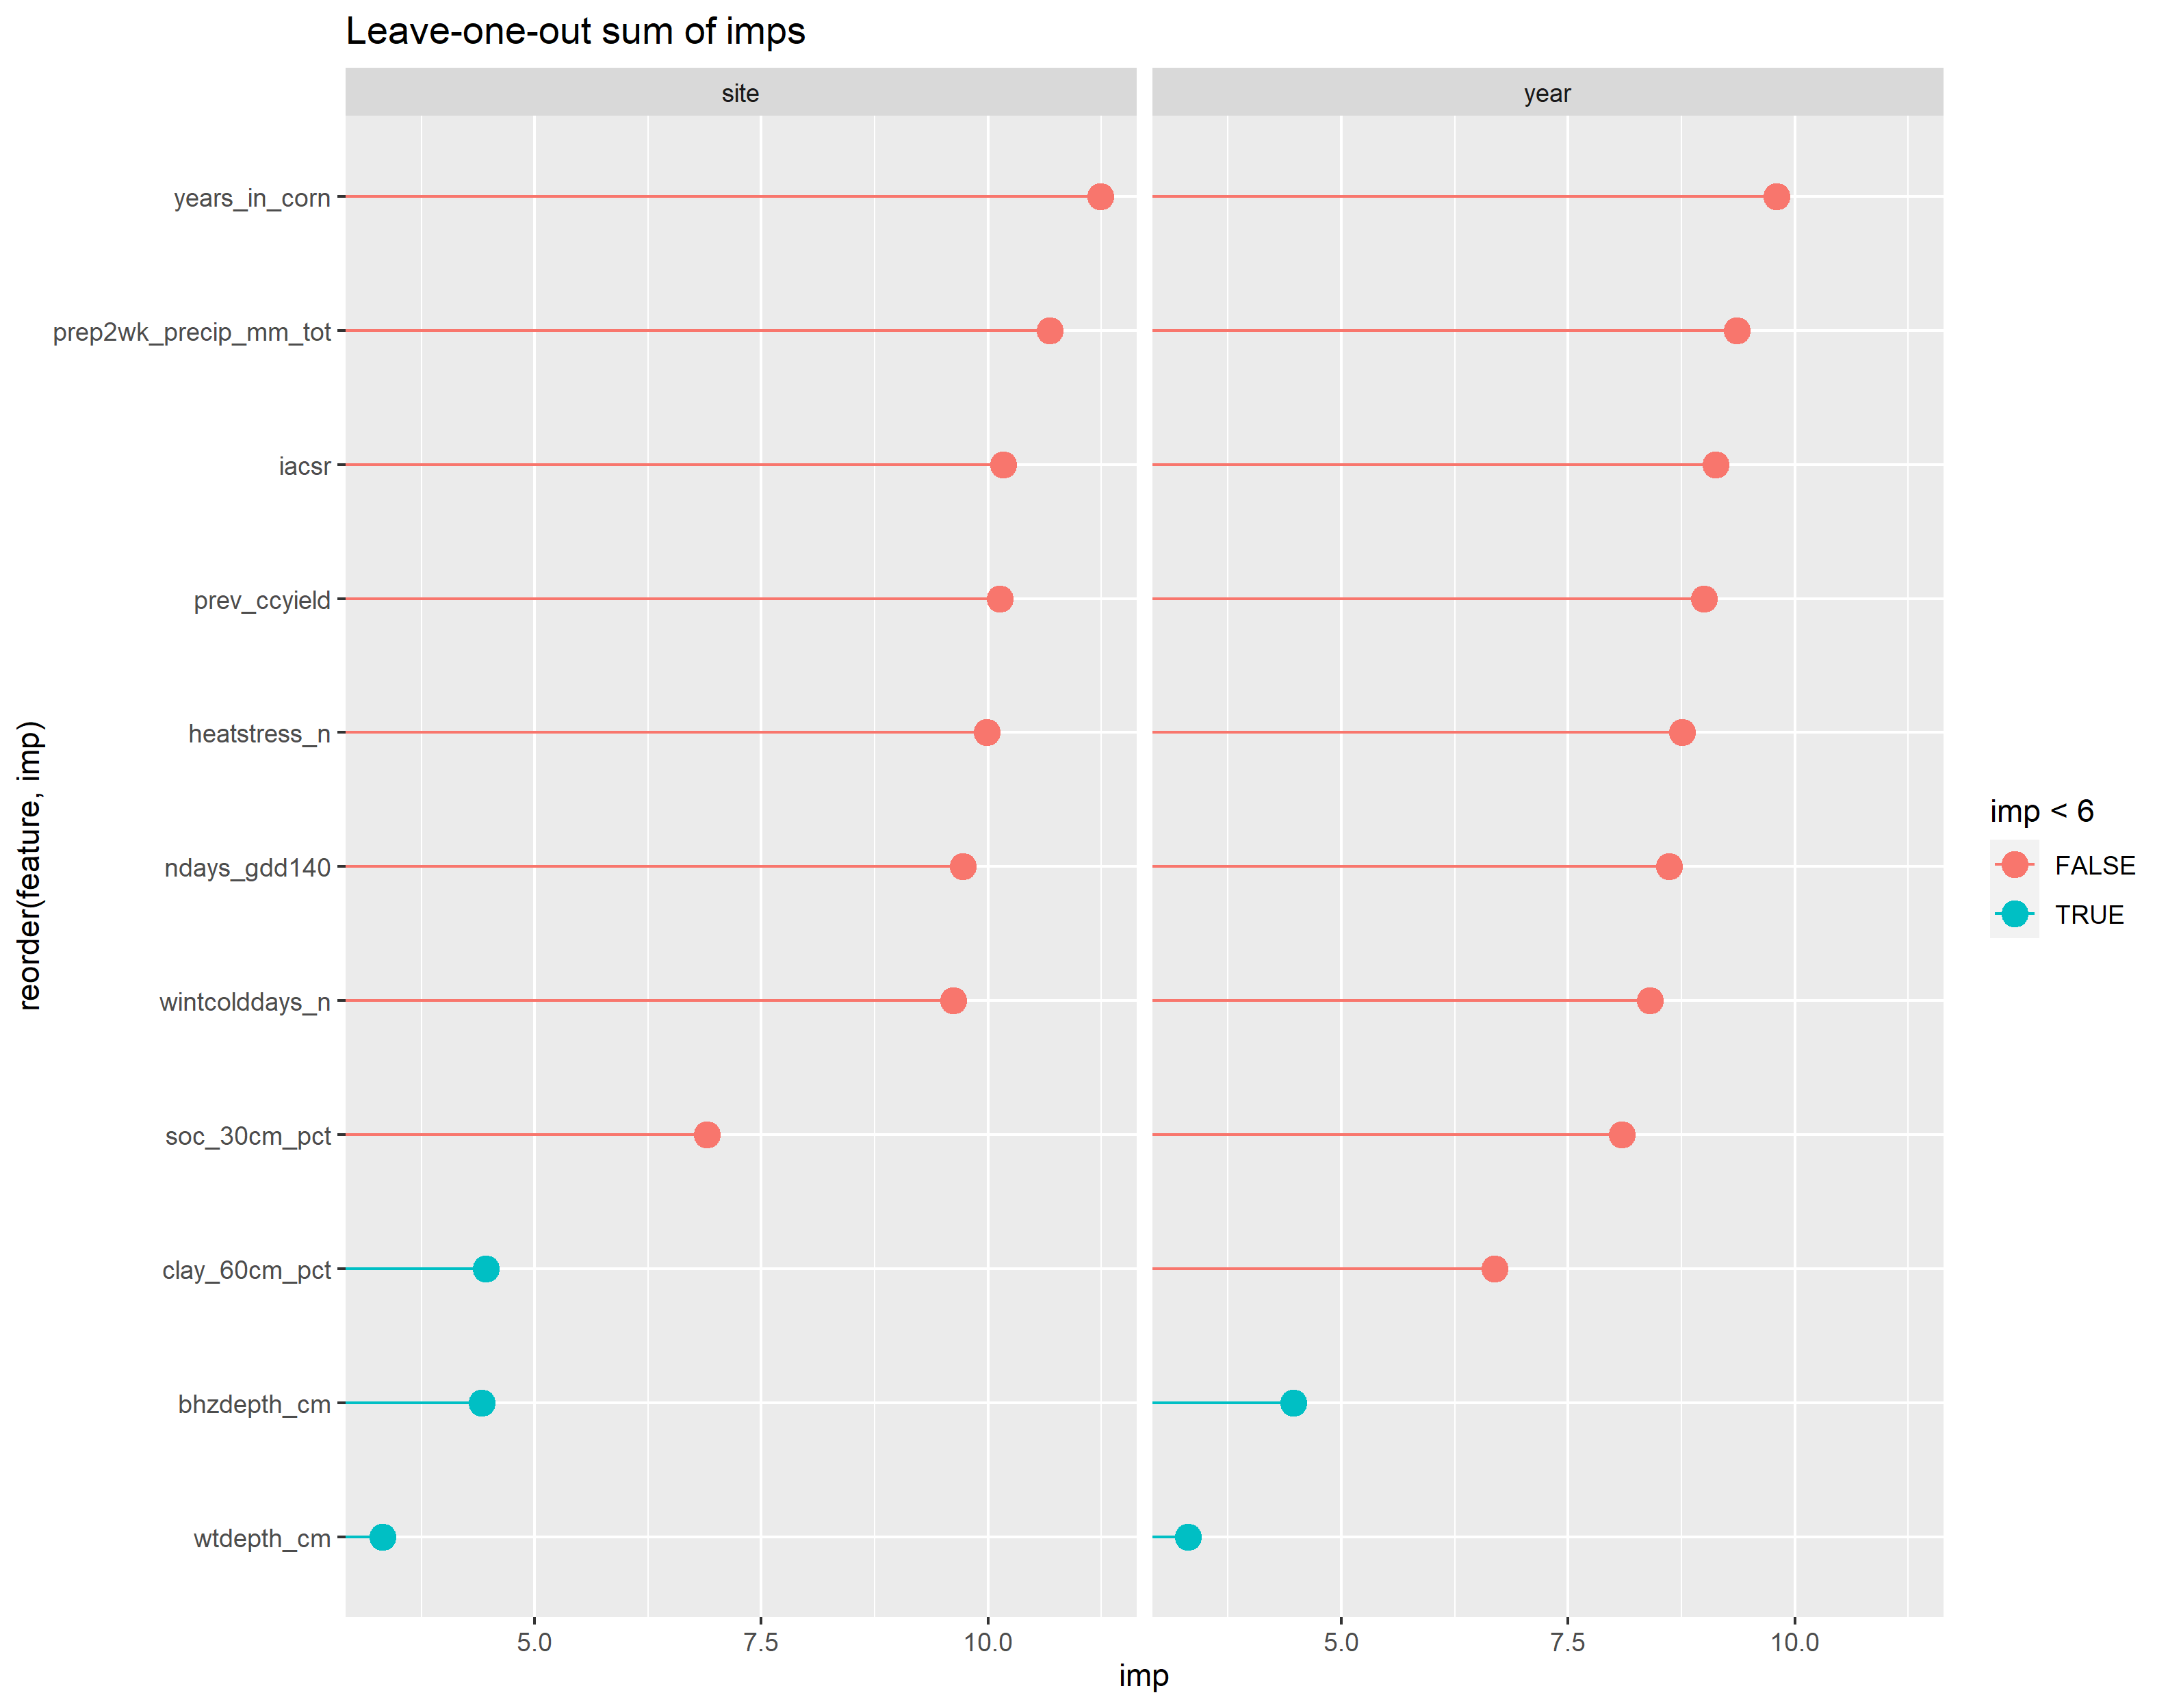 Leave-one-out sum of imps
site
year
years_in_corn
prep2wk_precip_mm_tot
iacsr
prev_ccyield
heatstress_n
ndays_gdd140
wintcolddays_n
soc_30cm_pct
clay_60cm_pct
bhzdepth_cm
wtdepth_cm
reorder(feature, imp)
5.0 7.5 10.0
5.0 7.5 10.0
imp
imp < 6
FALSE
TRUE